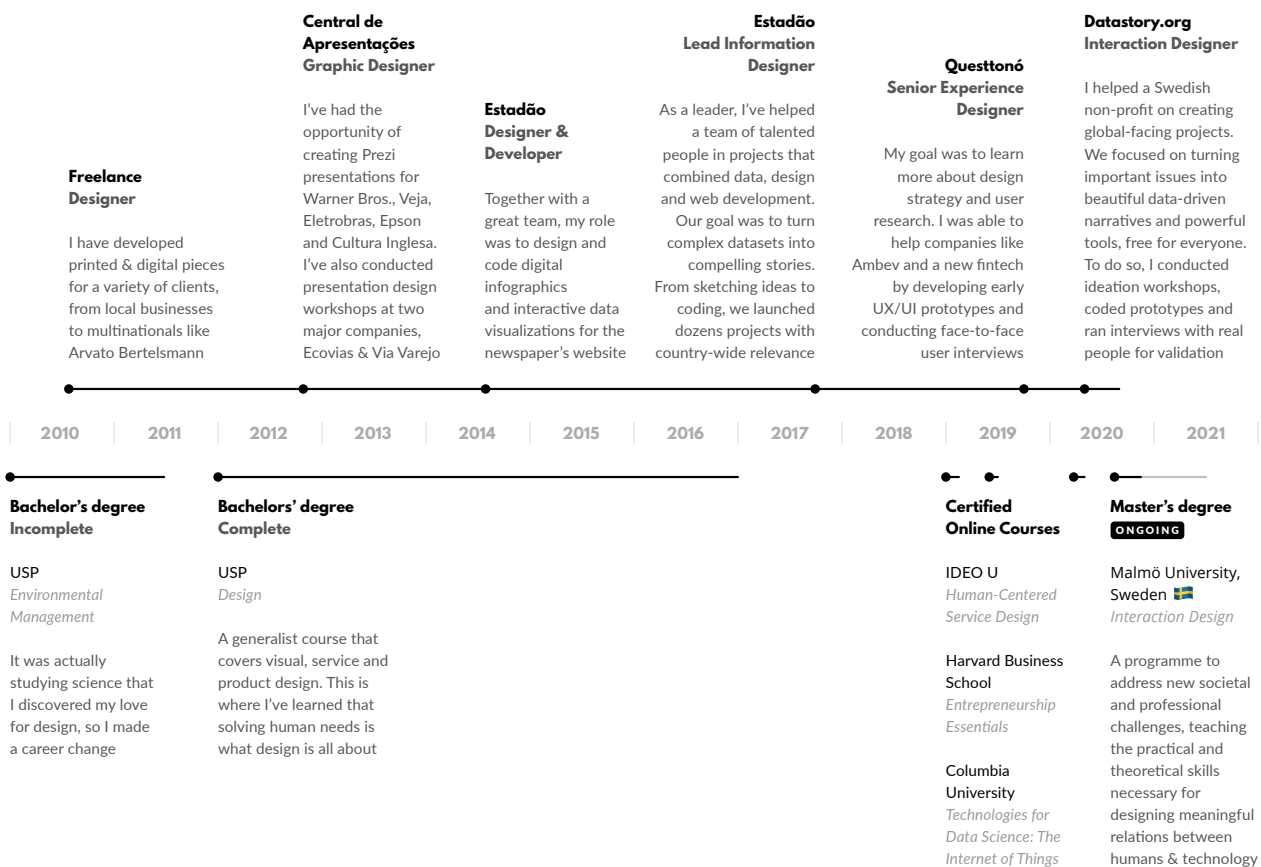 Freelance
Designer
I have developed
printed & digital pieces
for a variety of clients,
from local businesses
to multinationals like
Arvato Bertelsmann
Central de
Apresentações
Graphic Designer
I've had the
opportunity of
creating Prezi
presentations for
Warner Bros., Veja,
Eletrobras, Epson
and Cultura Inglesa.
I've also conducted
presentation design
workshops at two
major companies,
Ecovias & Via Varejo
Estadão
Designer &
Developer
Together with a
great team, my role
was to design and
code digital
infographics
and interactive data
visualizations for the
newspaper's website
Estadão
Lead Information
Designer
As a leader, I've helped
a team of talented
people in projects that
combined data, design
and web development.
Our goal was to turn
complex datasets into
compelling stories.
From sketching ideas to
coding, we launched
dozens projects with
country-wide relevance
Questtonó
Senior Experience
Designer
My goal was to learn
more about design
strategy and user
research. I was able to
help companies like
Ambev and a new fintech
by developing early
UX/UI prototypes and
conducting face-to-face
user interviews
Datastory.org
Interaction Designer
I helped a Swedish
non-profit on creating
global-facing projects.
We focused on turning
important issues into
beautiful data-driven
narratives and powerful
tools, free for everyone.
To do so, I conducted
ideation workshops,
coded prototypes and
ran interviews with real
people for validation
2010 2011 2012 2013 2014 2015 2016 2017 2018 2019 2020 2021
Bachelor's degree
Incomplete
USP
Environmental
Management
It was actually
studying science that
I discovered my love
for design, so I made
a career change
Bachelors' degree
Complete
USP
Design
A generalist course that
covers visual, service and
product design. This is
where I've learned that
solving human needs is
what design is all about
Certified
Online Courses
IDEO U
Human-Centered
Service Design
Harvard Business
School
Entrepreneurship
Essentials
Columbia
University
Technologies for
Data Science: The
Internet of Things
Master's degree
ONGOING
Malmö University,
Sweden
Interaction Design
A programme to
address new societal
and professional
challenges, teaching
the practical and
theoretical skills
necessary for
designing meaningful
relations between
humans & technology